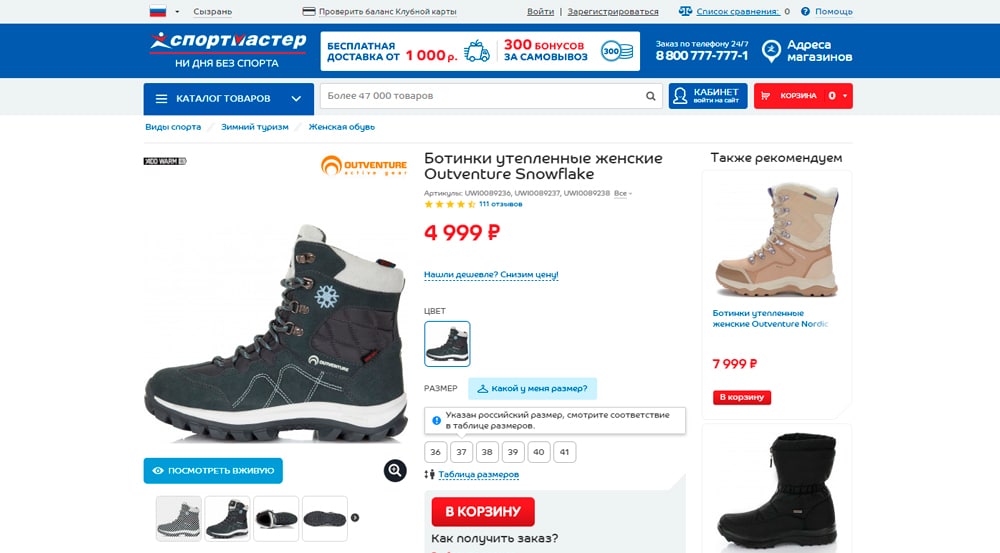 Сызрань
Проверить баланс Клубной карты
Войти | Зарегистрироваться
Список сравнения: 0
Помощь
спортмастер
НИ ДНЯ БЕЗ СПОРТА
БЕСПЛАТНАЯ
ДОСТАВКА ОТ 1 000 р.
300 БОНУСОВ
ЗА САМОВЫВОЗ
300
Заказ по телефону 24/7
8 800 777-777-1
Адреса
магазинов
КАТАЛОГ ТОВАРОВ
Более 47 000 товаров
КАБИНЕТ
войти на сайт
КОРЗИНА 0
Виды спорта / Зимний туризм / Женская обувь
ADD WARM
OUTVENTURE
active gear
OUTVENTURE
ПОСМОТРЕТЬ ВЖИВУЮ
Ботинки утепленные женские
Outventure Snowflake
Артикулы: UWI0089236, UWI0089237, UWI0089238 Все
111 отзывов
4 999 ₽
Нашли дешевле? Снизим цену!
ЦВЕТ
РАЗМЕР
Какой у меня размер?
Указан российский размер, смотрите соответствие
в таблице размеров.
36 37 38 39 40 41
Таблица размеров
В КОРЗИНУ
Как получить заказ?
Также рекомендуем
Ботинки утепленные
женские Outventure Nordic
7 999 ₽
В корзину